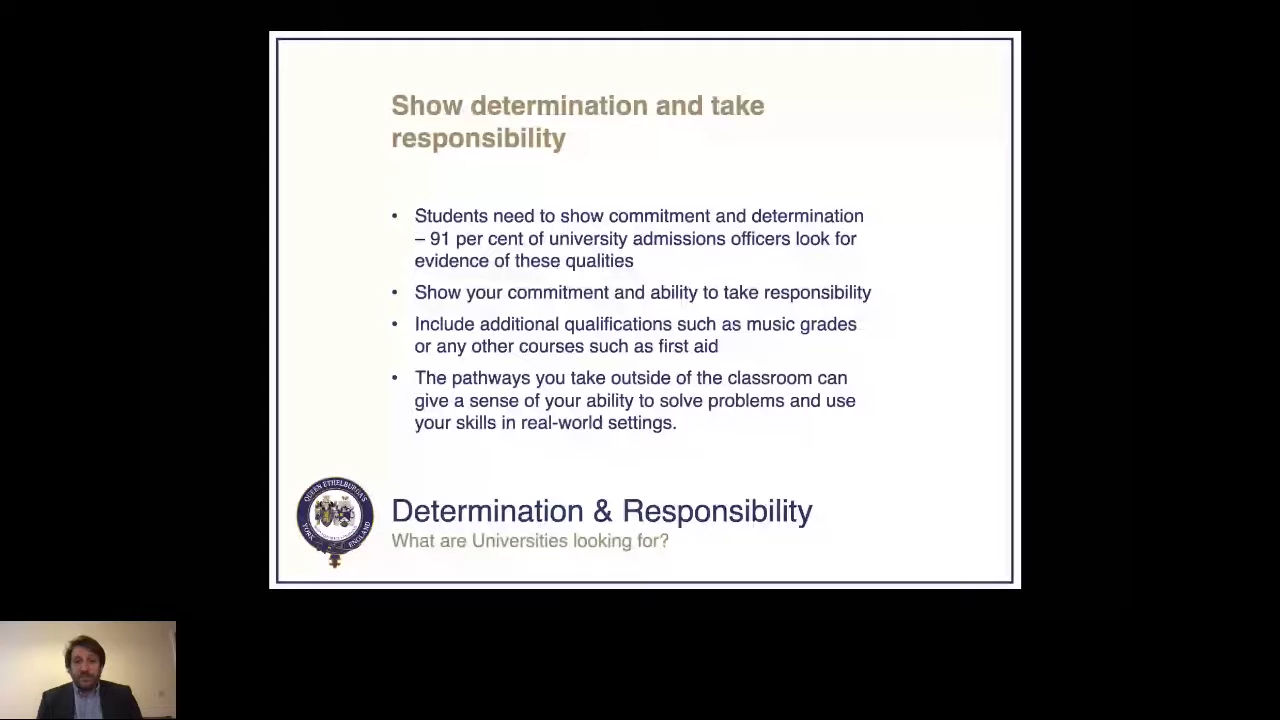 Show determination and take
responsibility
• Students need to show commitment and determination
– 91 per cent of university admissions officers look for
evidence of these qualities
• Show your commitment and ability to take responsibility
• Include additional qualifications such as music grades
or any other courses such as first aid
• The pathways you take outside of the classroom can
give a sense of your ability to solve problems and use
your skills in real-world settings.
QUEEN ETHELBURGA'S
YORK
ENGLAND
Determination & Responsibility
What are Universities looking for?